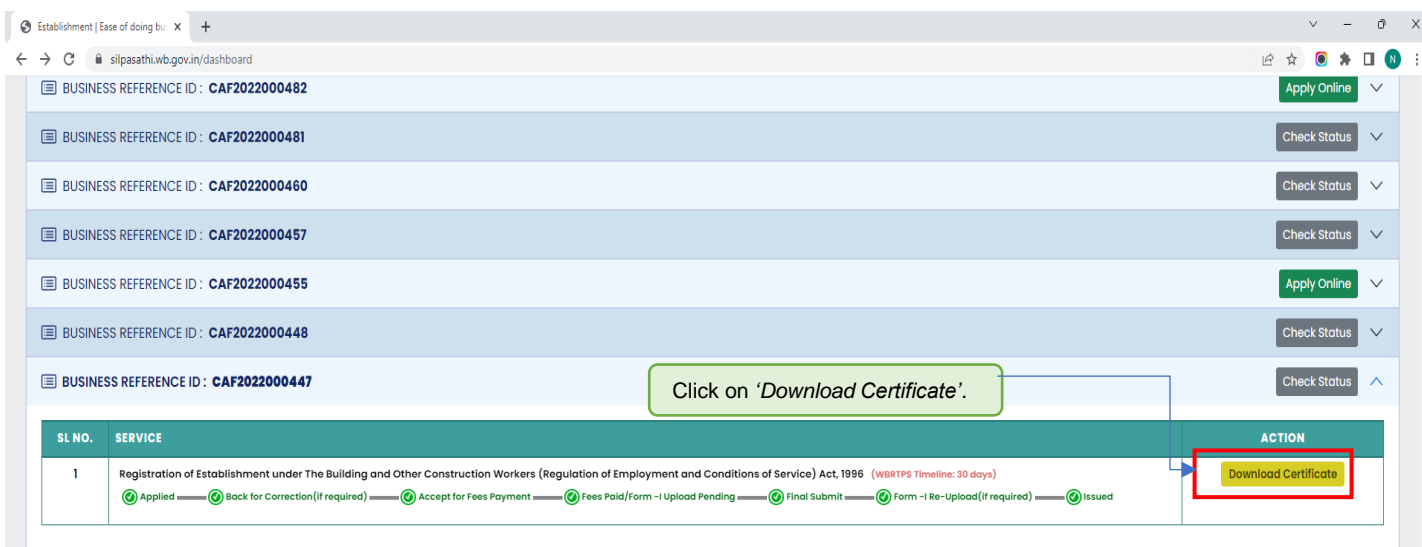 Establishment | Ease of doing bu
silpasathi.wb.gov.in/dashboard
N
BUSINESS REFERENCE ID : CAF2022000482 Apply Online
BUSINESS REFERENCE ID : CAF2022000481 Check Status
BUSINESS REFERENCE ID : CAF2022000460 Check Status
BUSINESS REFERENCE ID : CAF2022000457 Check Status
BUSINESS REFERENCE ID : CAF2022000455 Apply Online
BUSINESS REFERENCE ID : CAF2022000448 Check Status
BUSINESS REFERENCE ID : CAF2022000447 Check Status
Click on ‘Download Certificate’.
SL NO. SERVICE ACTION
1 Registration of Establishment under The Building and Other Construction Workers (Regulation of Employment and Conditions of Service) Act, 1996 (WBRTPS Timeline: 30 days) Download Certificate
Applied Back for Correction(if required) Accept for Fees Payment Fees Paid/Form -I Upload Pending Final Submit Form -I Re-Upload(if required) Issued